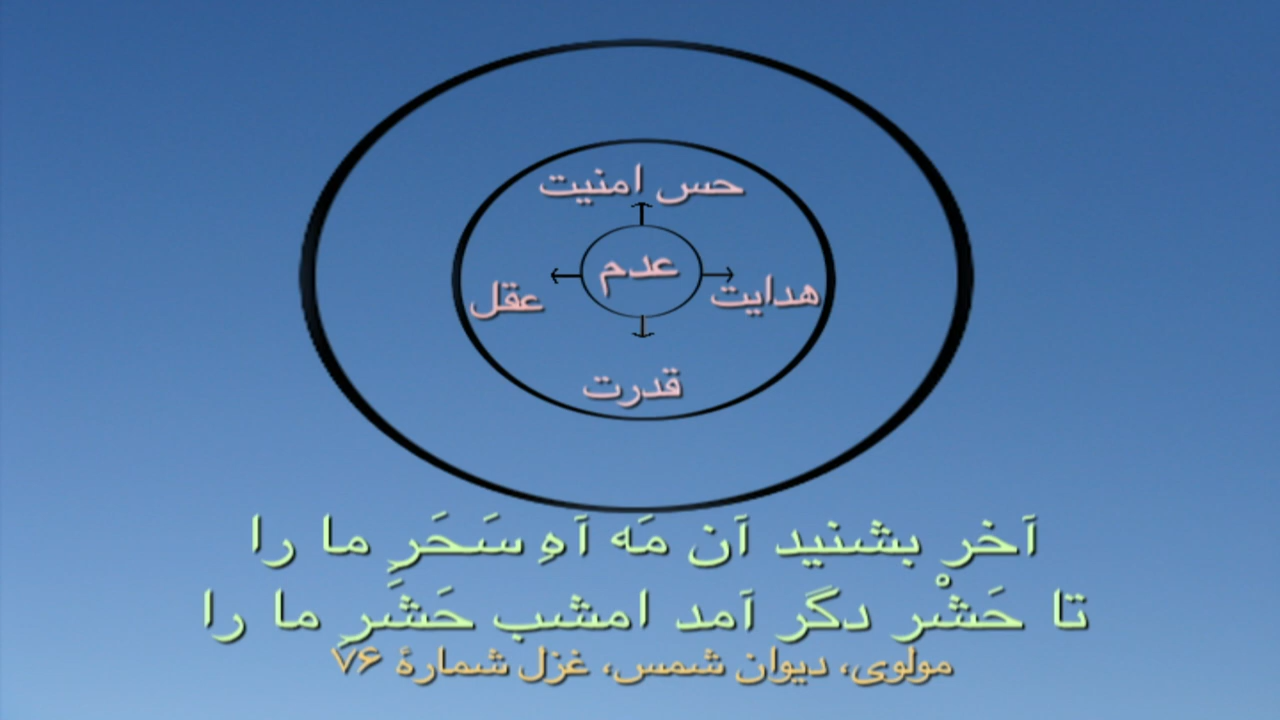 حس امنیت
عدم
هدایت
عقل
قدرت
آخر بشنید آن مَه آهِ سَحَرِ ما را
تا حَشْر دگر آمد امشب حَشَرِ ما را
مولوی، دیوان شمس، غزل شمارهٔ ۷۶